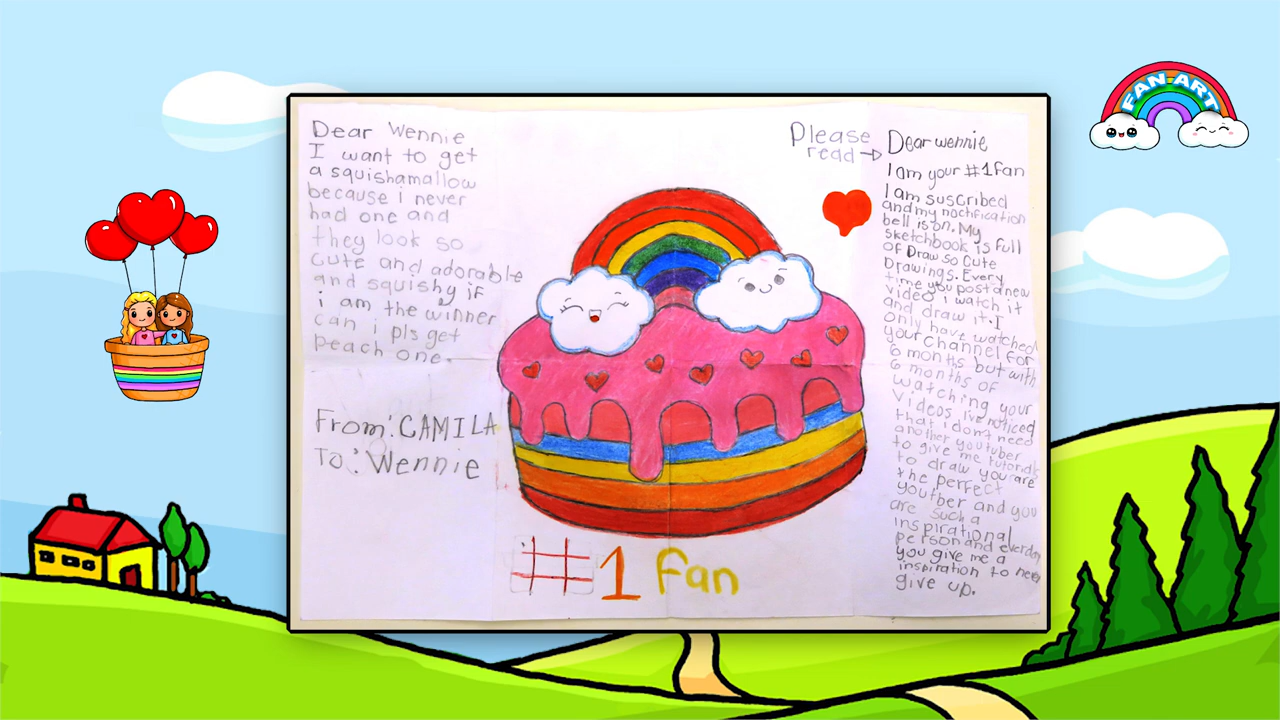 Dear Wennie
I want to get
a squishamallow
because i never
had one and
they look so
cute and adorable
and squishy if
i am the winner
can i pls get
peach one.
From: CAMILA
To: Wennie
#1 fan
Please
read →
Dear wennie
I am your #1 fan
I am suscribed
and my nochfication
bell is on. My
sketchbook is full
of Draw so Cute
Drawings. Every
time you post a new
video i watch it
and draw it. I
only have watched
your channel for
6 months but with
6 months of
watching your
videos i've noticed
that i don't need
another youtuber
to give me tutorials
to draw you are
the perfect
youtber and you
are such a
inspirational
person and everday
you give me a
inspiration to never
give up.
FAN ART